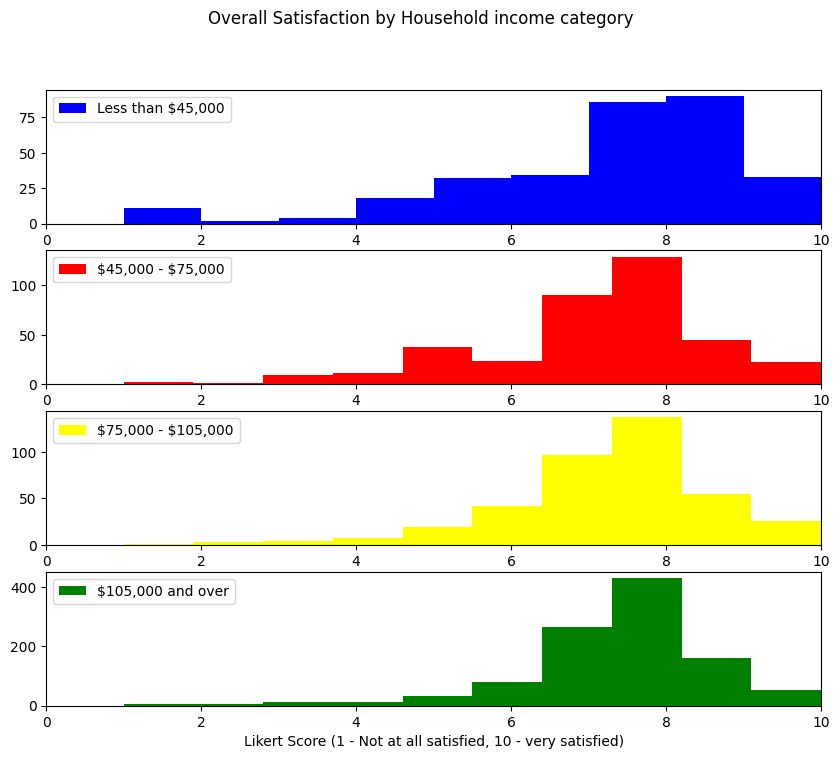 Overall Satisfaction by Household income category
Less than $45,000
75
50
25
0
0 2 4 6 8 10
$45,000 - $75,000
100
50
0
0 2 4 6 8 10
$75,000 - $105,000
100
50
0
0 2 4 6 8 10
$105,000 and over
400
200
0
0 2 4 6 8 10
Likert Score (1 - Not at all satisfied, 10 - very satisfied)